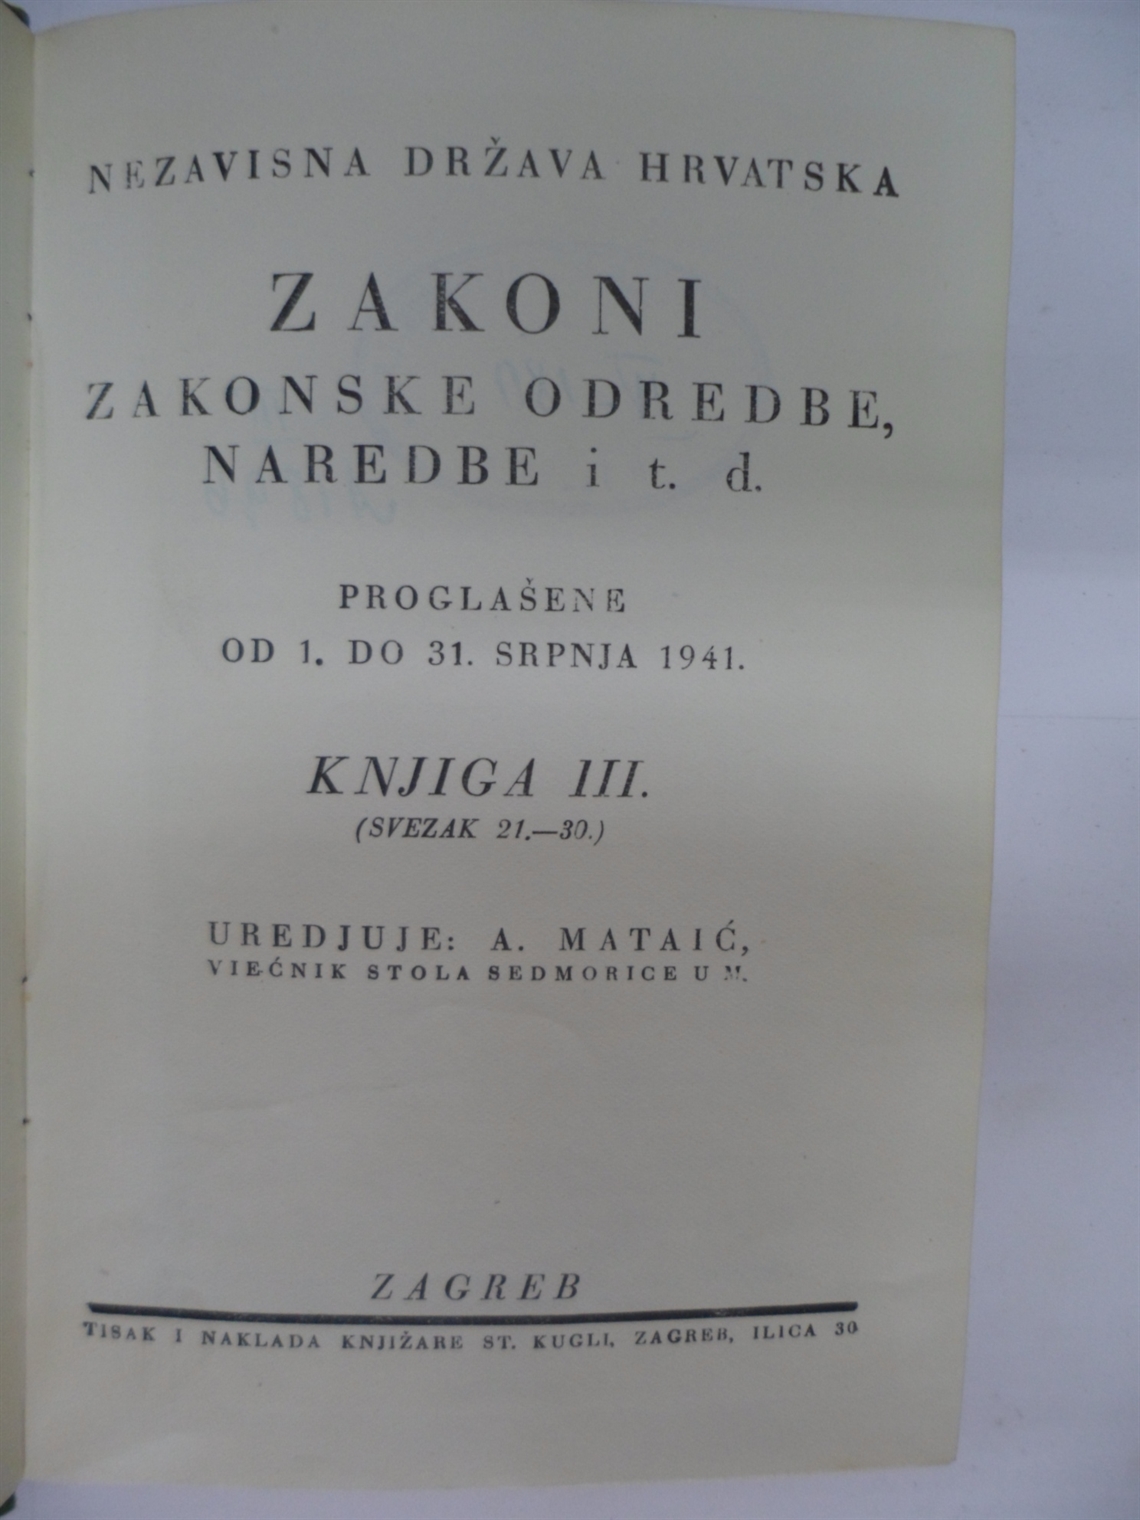 NEZAVISNA DRŽAVA HRVATSKA
ZAKONI
ZAKONSKE ODREDBE,
NAREDBE i t. d.
PROGLAŠENE
OD 1. DO 31. SRPNJA 1941.
KNJIGA III.
(SVEZAK 21.—30.)
UREDJUJE: A. MATAIĆ,
VIEĆNIK STOLA SEDMORICE U M.
ZAGREB
TISAK I NAKLADA KNJIŽARE ST. KUGLI, ZAGREB, ILICA 30